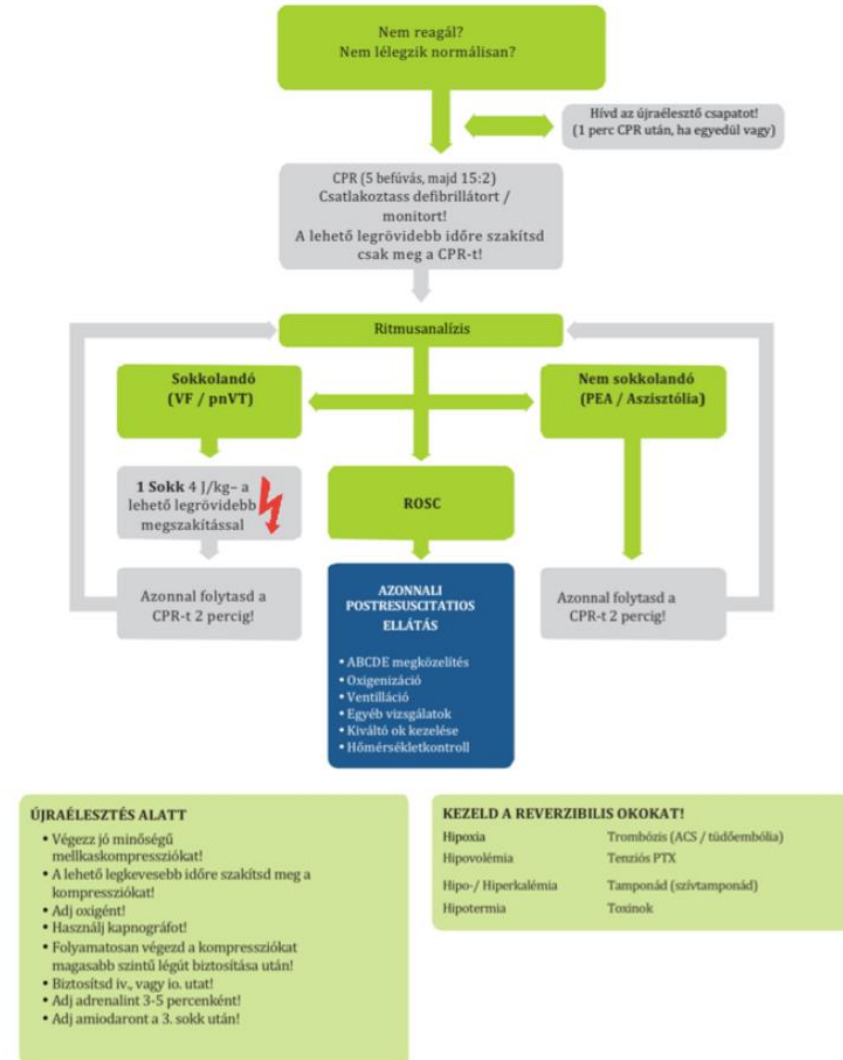 Nem reagál?
Nem lélegzik normálisan?
Hívd az újraélesztő csapatot!
(1 perc CPR után, ha egyedül vagy)
CPR (5 befúvás, majd 15:2)
Csatlakoztass defibrillátort /
monitort!
A lehető legrövidebb időre szakítsd
csak meg a CPR-t!
Ritmusanalízis
Sokkolandó
(VF / pnVT)
Nem sokkolandó
(PEA / Aszisztólia)
1 Sokk 4 J/kg– a
lehető legrövidebb
megszakítással
ROSC
Azonnal folytasd a
CPR-t 2 percig!
AZONNALI
POSTRESUSCITATIOS
ELLÁTÁS
• ABCDE megközelítés
• Oxigenizáció
• Ventilláció
• Egyéb vizsgálatok
• Kiváltó ok kezelése
• Hőmérsékletkontroll
Azonnal folytasd a
CPR-t 2 percig!
ÚJRAÉLESZTÉS ALATT
• Végezz jó minőségű
mellkaskompressziókat!
• A lehető legkevesebb időre szakítsd meg a
kompressziókat!
• Adj oxigént!
• Használj kapnográfot!
• Folyamatosan végezd a kompressziókat
magasabb szintű légút biztosítása után!
• Biztosítsd iv., vagy io. utat!
• Adj adrenalint 3-5 percenként!
• Adj amiodaront a 3. sokk után!
KEZELD A REVERZIBILIS OKOKAT!
Hipoxia Trombózis (ACS / tüdőembólia)
Hipovolémia Tenziós PTX
Hipo-/ Hiperkalémia Tamponád (szívtamponád)
Hipotermia Toxinok